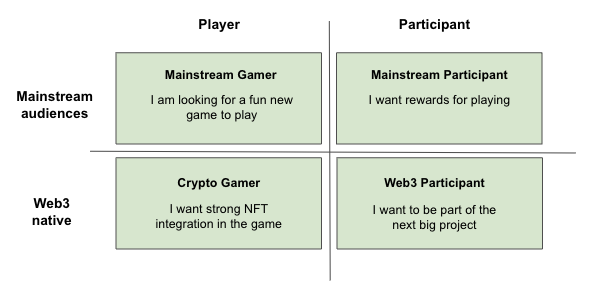 Player
Participant
Mainstream
audiences
Mainstream Gamer
I am looking for a fun new
game to play
Mainstream Participant
I want rewards for playing
Web3
native
Crypto Gamer
I want strong NFT
integration in the game
Web3 Participant
I want to be part of the
next big project